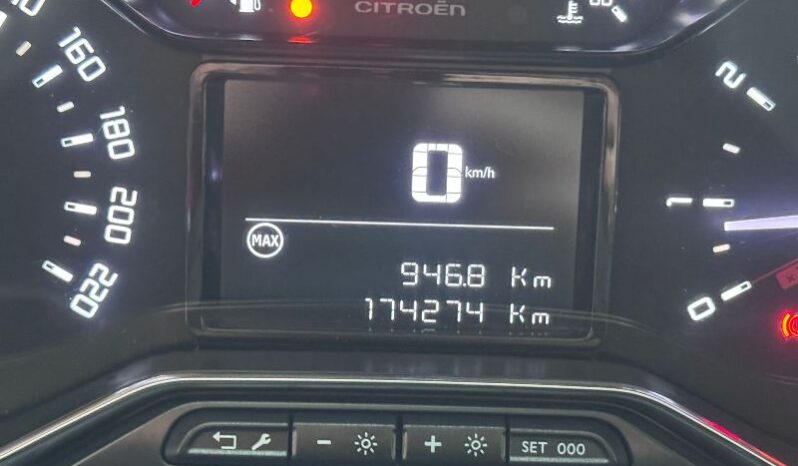 CITROËN
160
180
200
220
0 km/h
MAX
946.8 Km
174274 Km
2
1
0
- +
SET 000